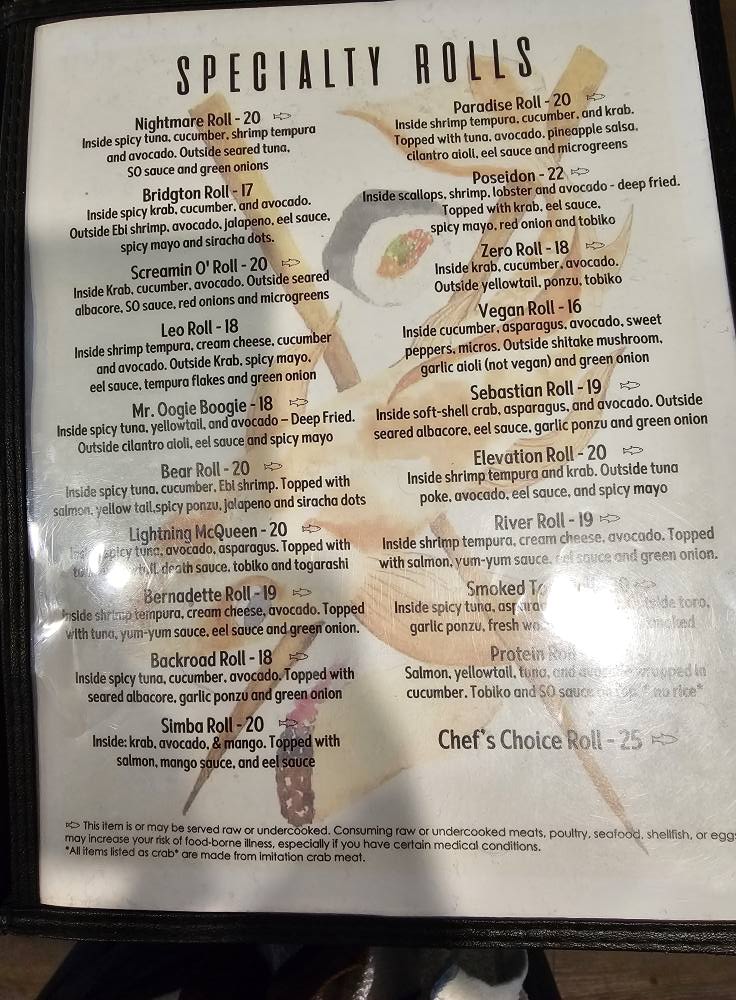 SPECIALTY ROLLS
Nightmare Roll - 20
Inside spicy tuna, cucumber, shrimp tempura
and avocado. Outside seared tuna,
SO sauce and green onions
Bridgton Roll - 17
Inside spicy krab, cucumber, and avocado.
Outside Ebi shrimp, avocado, jalapeno, eel sauce,
spicy mayo and siracha dots.
Screamin O' Roll - 20
Inside Krab, cucumber, avocado. Outside seared
albacore, SO sauce, red onions and microgreens
Leo Roll - 18
Inside shrimp tempura, cream cheese, cucumber
and avocado. Outside Krab, spicy mayo,
eel sauce, tempura flakes and green onion
Mr. Oogie Boogie - 18
Inside spicy tuna, yellowtail, and avocado – Deep Fried.
Outside cilantro aioli, eel sauce and spicy mayo
Bear Roll - 20
Inside spicy tuna, cucumber, Ebi shrimp. Topped with
salmon, yellow tail,spicy ponzu, jalapeno and siracha dots
Lightning McQueen - 20
spicy tuna, avocado, asparagus. Topped with
death sauce, tobiko and togarashi
Bernadette Roll - 19
Inside shrimp tempura, cream cheese, avocado. Topped
with tuna, yum-yum sauce, eel sauce and green onion.
Backroad Roll - 18
Inside spicy tuna, cucumber, avocado. Topped with
seared albacore, garlic ponzu and green onion
Simba Roll - 20
Inside: krab, avocado, & mango. Topped with
salmon, mango sauce, and eel sauce
Paradise Roll - 20
Inside shrimp tempura, cucumber, and krab.
Topped with tuna, avocado, pineapple salsa,
cilantro aioli, eel sauce and microgreens
Poseidon - 22
Inside scallops, shrimp, lobster and avocado - deep fried.
Topped with krab, eel sauce,
spicy mayo, red onion and tobiko
Zero Roll - 18
Inside krab, cucumber, avocado.
Outside yellowtail, ponzu, tobiko
Vegan Roll - 16
Inside cucumber, asparagus, avocado, sweet
peppers, micros. Outside shitake mushroom,
garlic aioli (not vegan) and green onion
Sebastian Roll - 19
Inside soft-shell crab, asparagus, and avocado. Outside
seared albacore, eel sauce, garlic ponzu and green onion
Elevation Roll - 20
Inside shrimp tempura and krab. Outside tuna
poke, avocado, eel sauce, and spicy mayo
River Roll - 19
Inside shrimp tempura, cream cheese, avocado. Topped
with salmon, yum-yum sauce, eel sauce and green onion.
Smoked
Inside spicy tuna, toro,
garlic ponzu, fresh smoked
Protein Roll
Salmon, yellowtail, tuna, and avocado wrapped in
cucumber. Tobiko and SO sauce on top. * no rice*
Chef's Choice Roll - 25
This item is or may be served raw or undercooked. Consuming raw or undercooked meats, poultry, seafood, shellfish, or eggs
may increase your risk of food-borne illness, especially if you have certain medical conditions.
*All items listed as crab* are made from imitation crab meat.